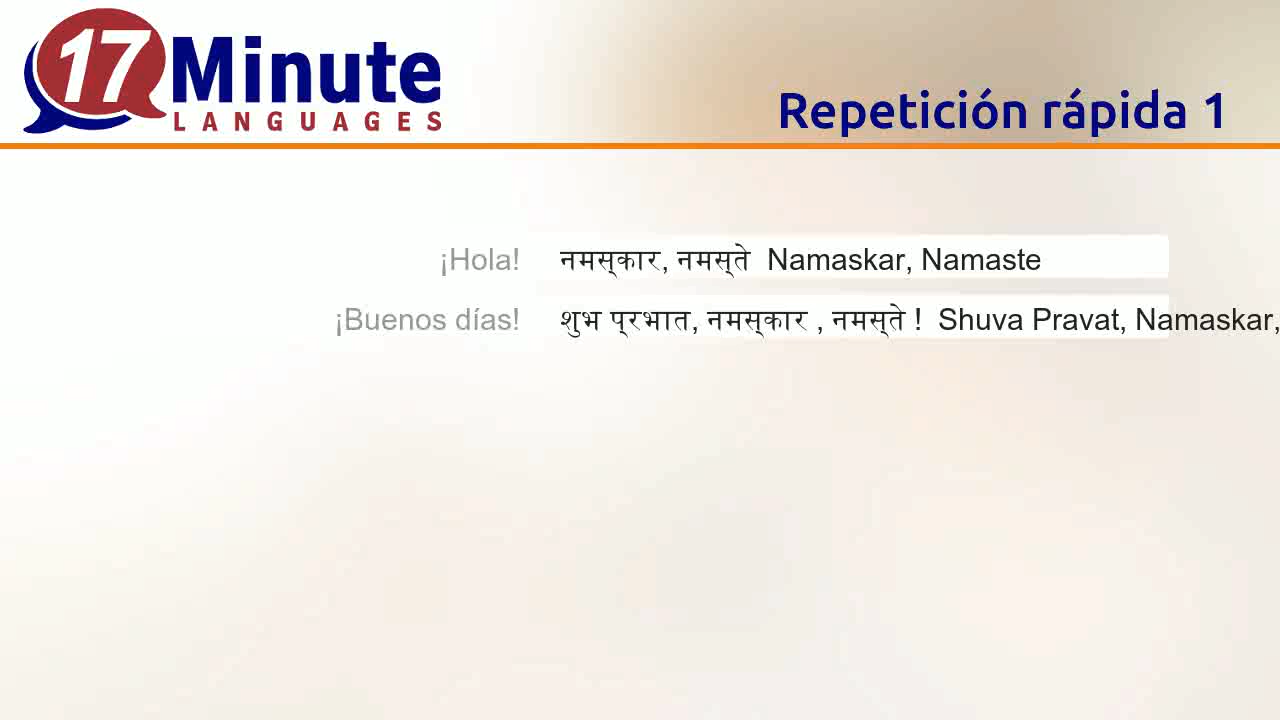 17 Minute
LANGUAGES
Repetición rápida 1
¡Hola! नमस्‌कार, नमस्‌ते Namaskar, Namaste
¡Buenos días! शुभ प्‌रभात, नमस्‌कार , नमस्‌ते ! Shuva Pravat, Namaskar,